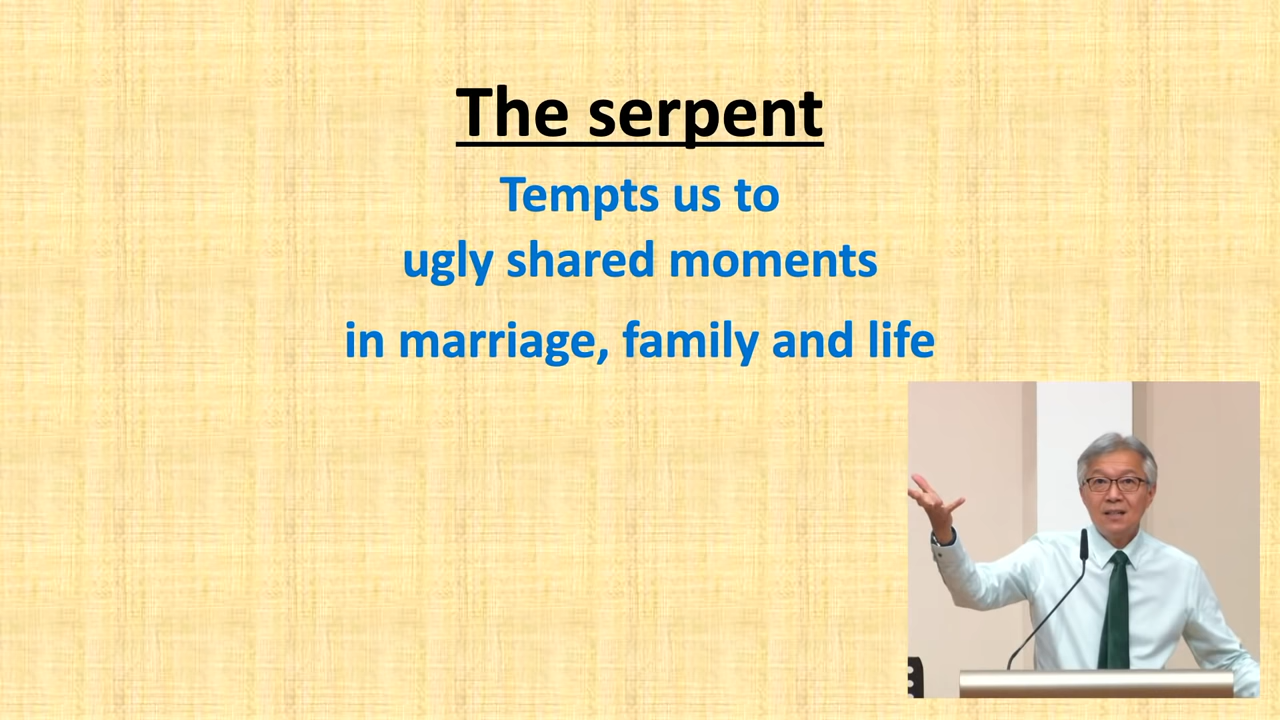 The serpent
Tempts us to
ugly shared moments
in marriage, family and life